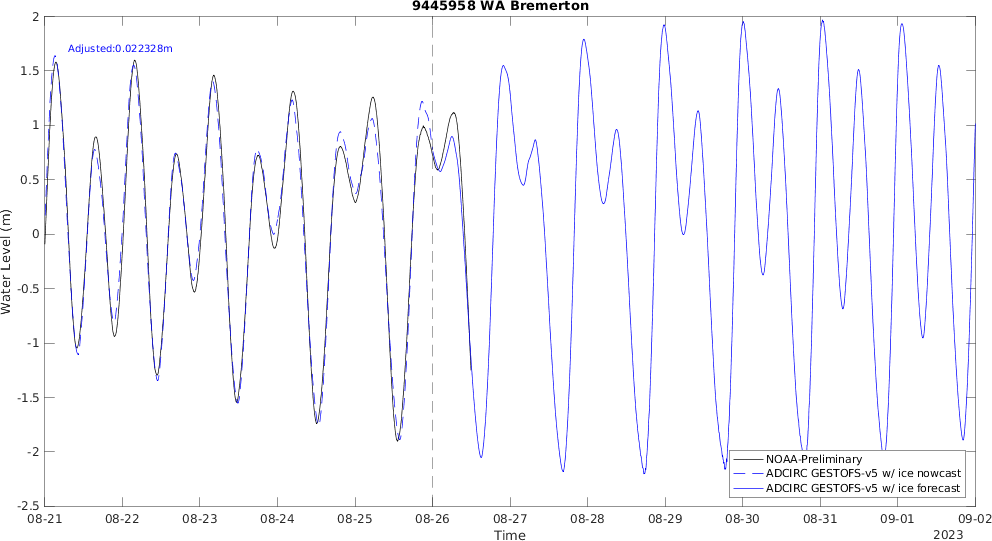 9445958 WA Bremerton
Adjusted:0.022328m
Water Level (m)
2
1.5
1
0.5
0
-0.5
-1
-1.5
-2
-2.5
NOAA-Preliminary
ADCIRC GESTOFS-v5 w/ ice nowcast
ADCIRC GESTOFS-v5 w/ ice forecast
08-21 08-22 08-23 08-24 08-25 08-26 08-27 08-28 08-29 08-30 08-31 09-01 09-02
Time
2023